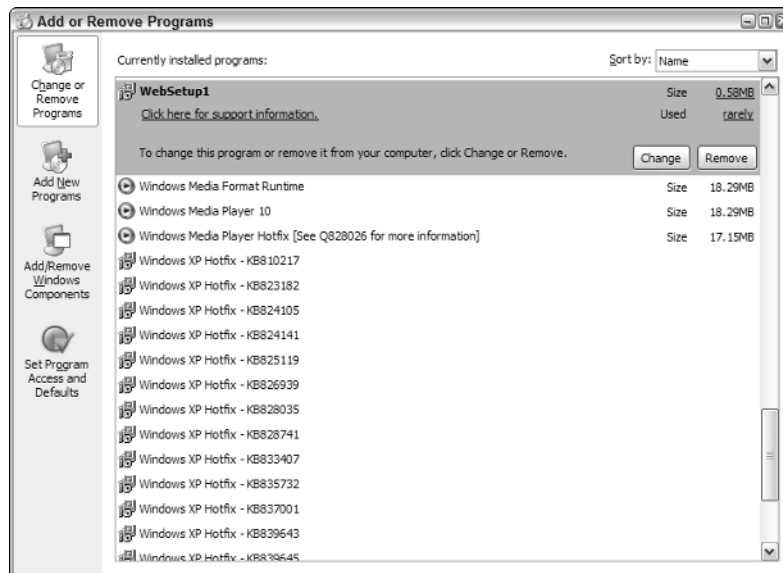 Add or Remove Programs
Change or
Remove
Programs
Add New
Programs
Add/Remove
Windows
Components
Set Program
Access and
Defaults
Currently installed programs:
Sort by: Name
WebSetup1 Size 0.58MB
Click here for support information. Used rarely
To change this program or remove it from your computer, click Change or Remove. Change Remove
Windows Media Format Runtime Size 18.29MB
Windows Media Player 10 Size 18.29MB
Windows Media Player Hotfix [See Q828026 for more information] Size 17.15MB
Windows XP Hotfix - KB810217
Windows XP Hotfix - KB823182
Windows XP Hotfix - KB824105
Windows XP Hotfix - KB824141
Windows XP Hotfix - KB825119
Windows XP Hotfix - KB826939
Windows XP Hotfix - KB828035
Windows XP Hotfix - KB828741
Windows XP Hotfix - KB833407
Windows XP Hotfix - KB835732
Windows XP Hotfix - KB837001
Windows XP Hotfix - KB839643
Windows XP Hotfix - KB839645